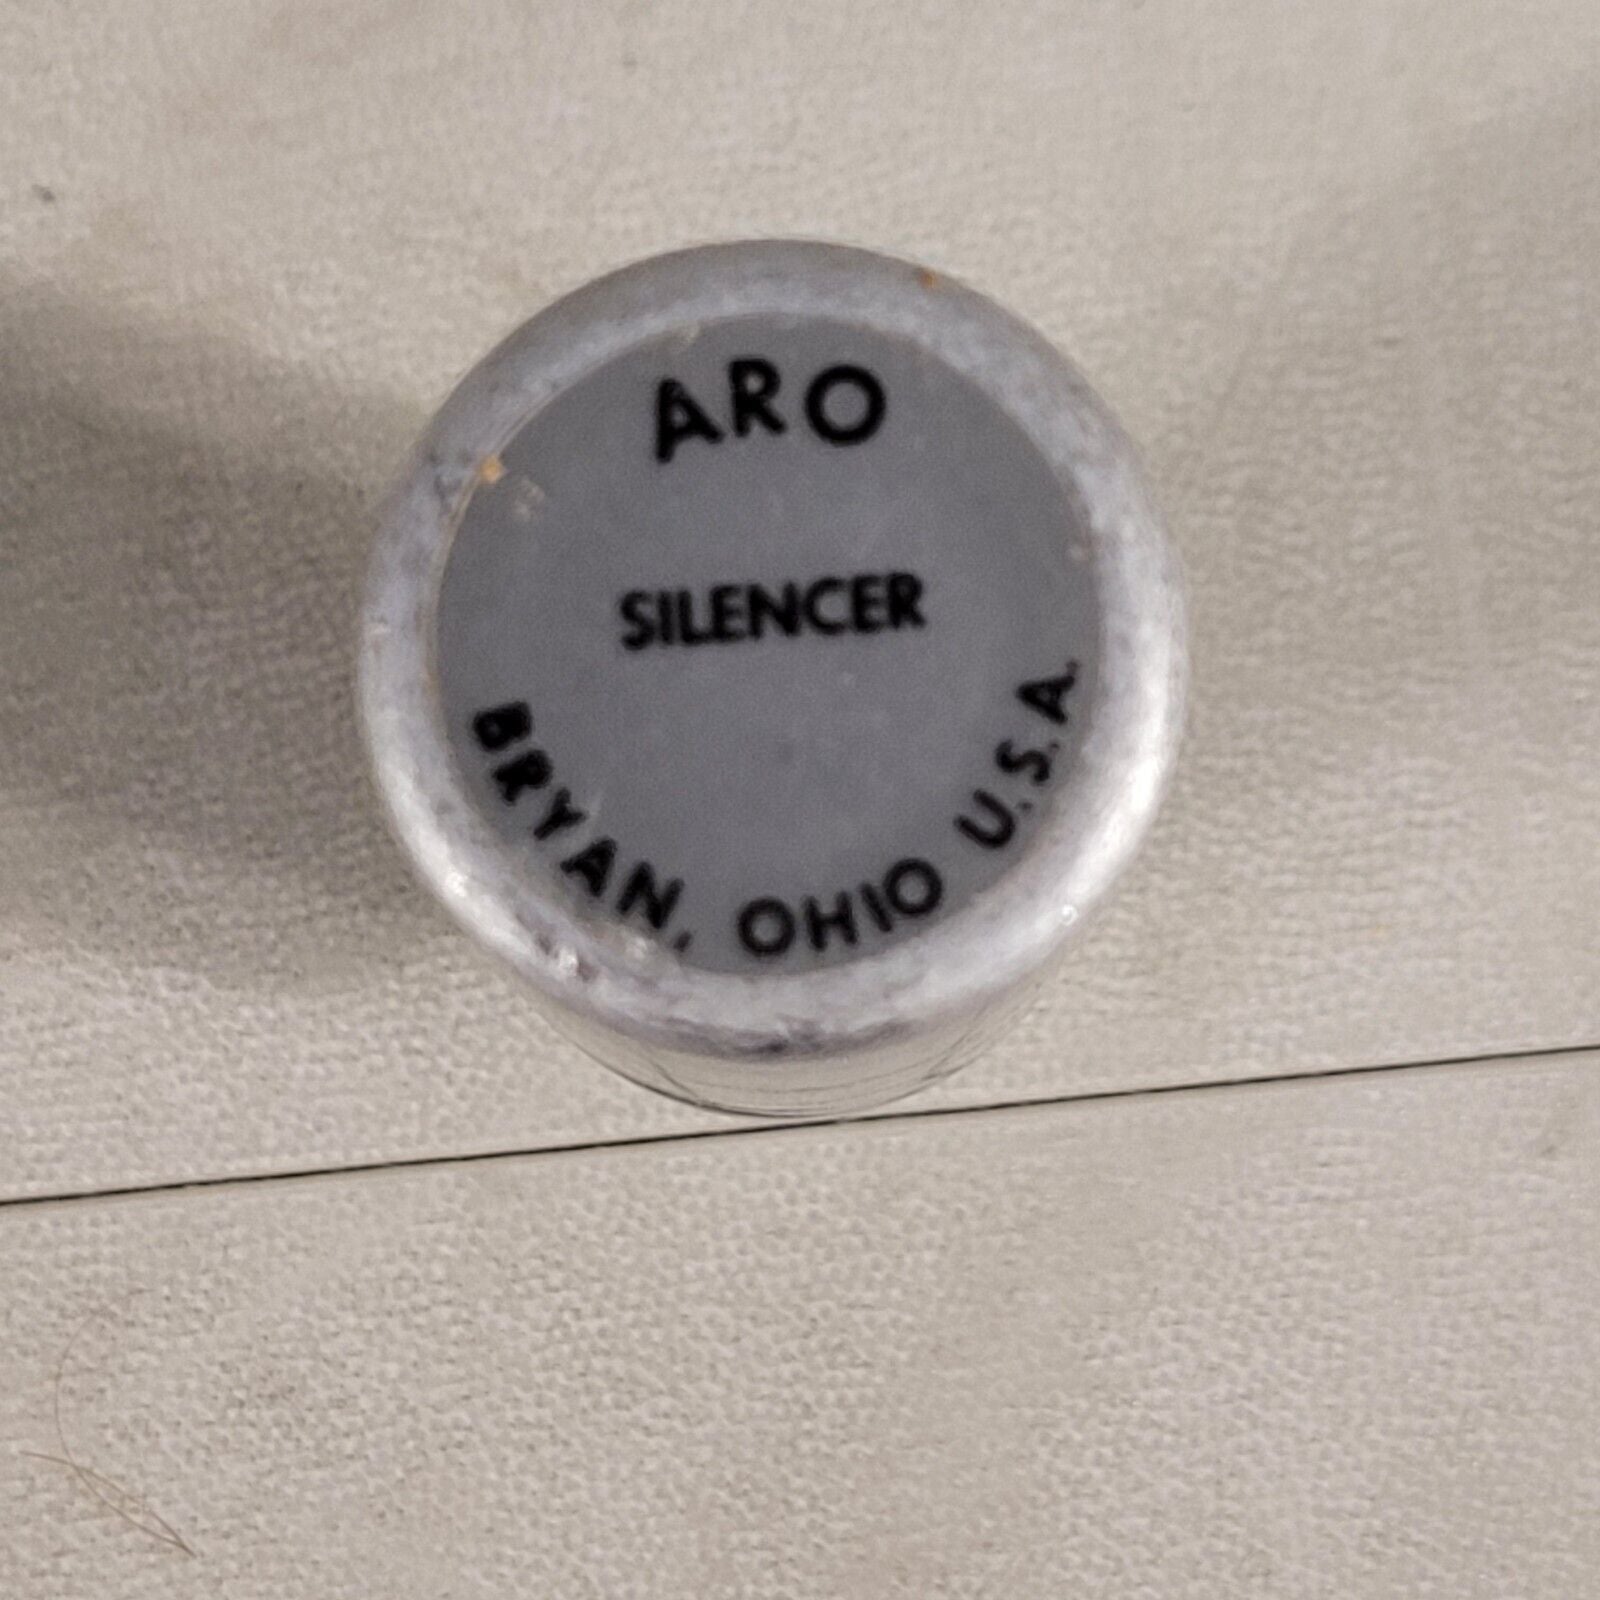 ARO
SILENCER
BRYAN, OHIO U.S.A.